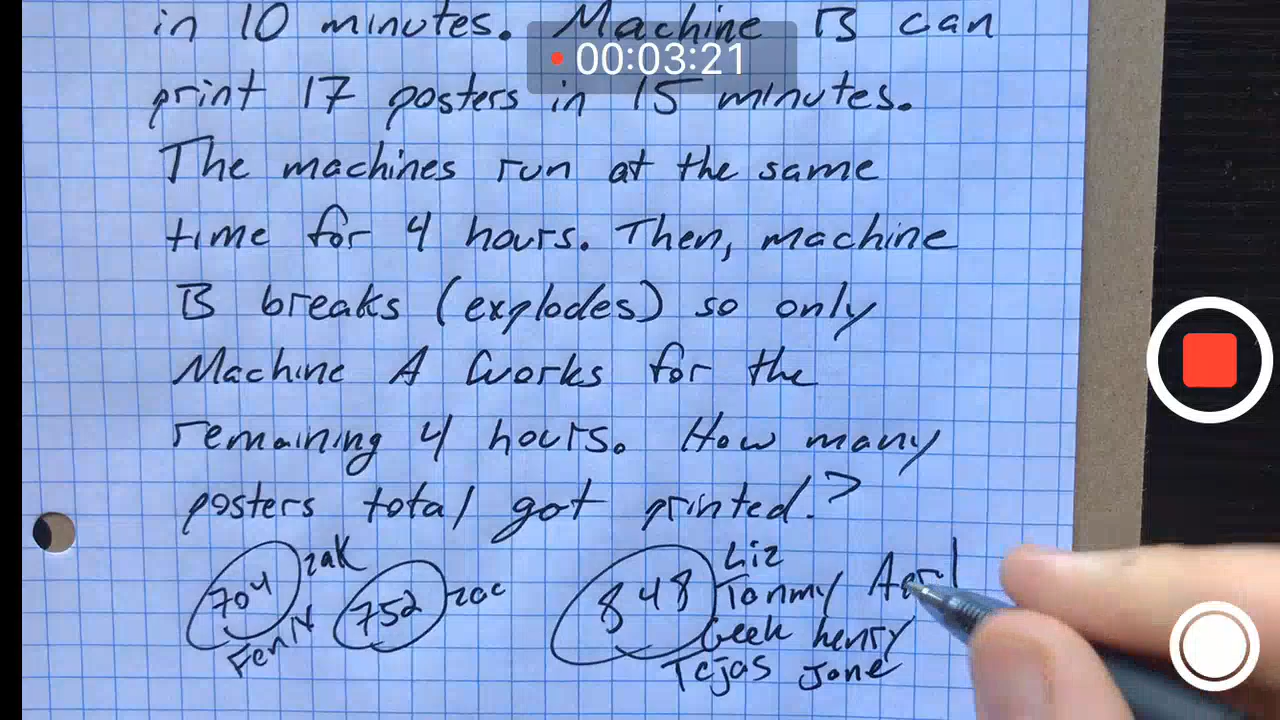 in 10 minutes. Machine B can
00:03:21
print 17 posters in 15 minutes.
The machines run at the same
time for 4 hours. Then, machine
B breaks (explodes) so only
Machine A works for the
remaining 4 hours. How many
posters total got printed?
704 zak 752 zac 848 Liz
Tommy
Geek henry
Tejas Jone